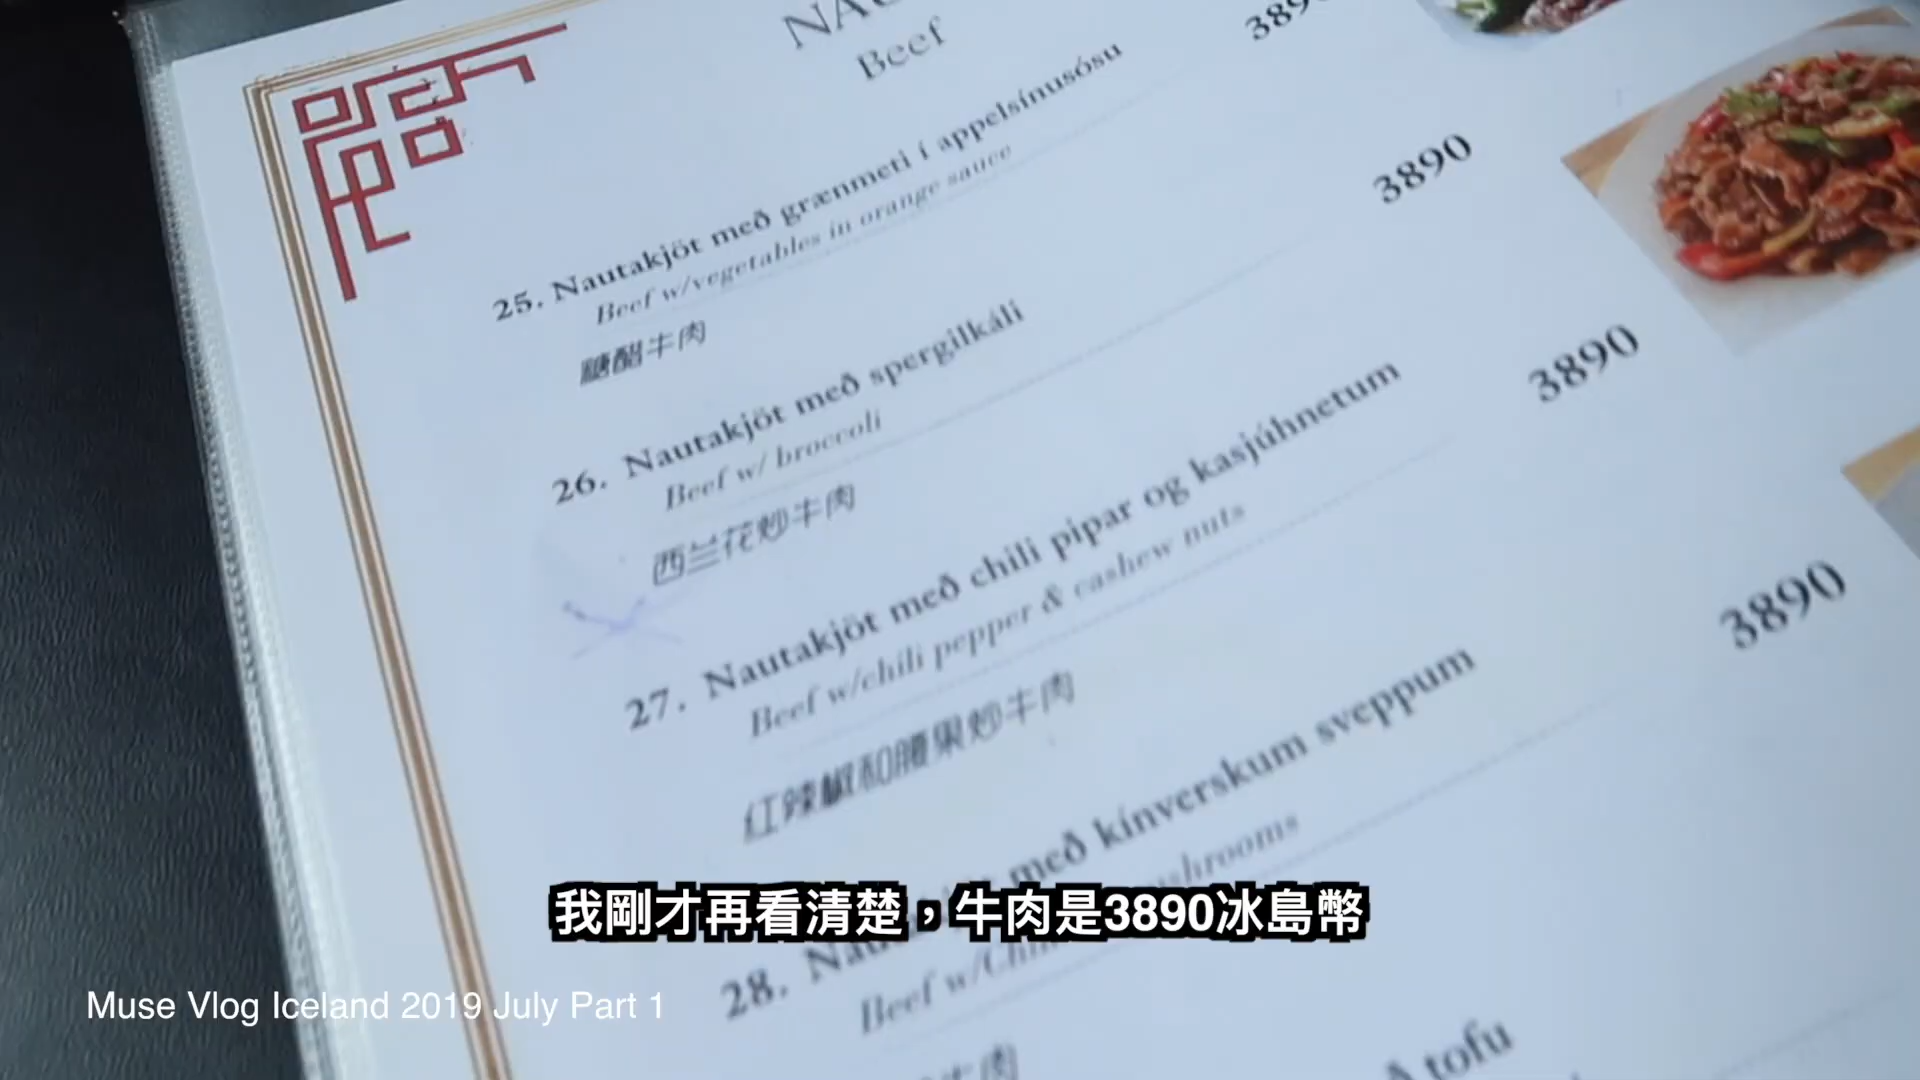 Beef
25. Nautakjöt með grænmeti í appelsínusósu
Beef w/vegetables in orange sauce
糖醋牛肉
3890
26. Nautakjöt með spergilkáli
Beef w/ broccoli
西兰花炒牛肉
3890
27. Nautakjöt með chili pipar og kasjúhnetum
Beef w/chili pepper & cashew nuts
红辣椒和腰果炒牛肉
3890
28. með kínverskum sveppum
Beef
牛肉
tofu
我剛才再看清楚，牛肉是3890冰島幣
Muse Vlog Iceland 2019 July Part 1